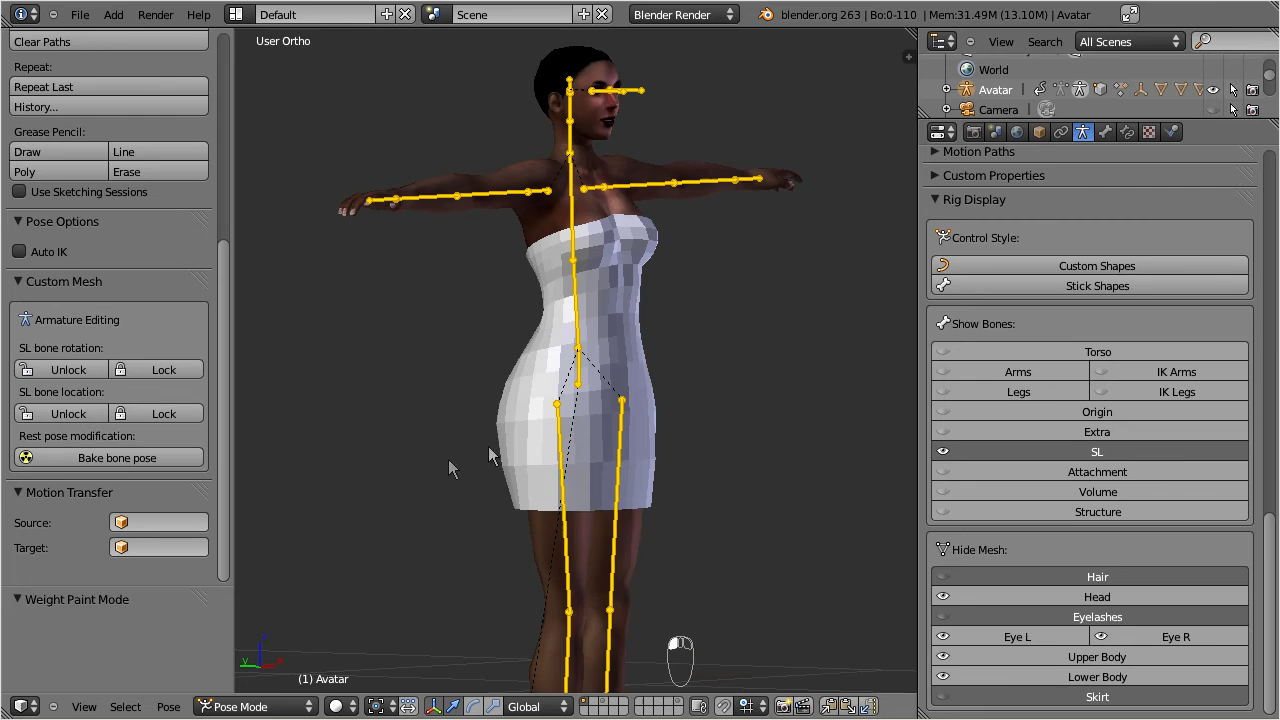 File Add Render Help Default Scene Blender Render blender.org 263 | Bo:0-110 | Mem:31.49M (13.10M) | Avatar
Clear Paths
Repeat:
Repeat Last
History...
Grease Pencil:
Draw Line
Poly Erase
Use Sketching Sessions
Pose Options
Auto IK
Custom Mesh
Armature Editing
SL bone rotation:
Unlock Lock
SL bone location:
Unlock Lock
Rest pose modification:
Bake bone pose
Motion Transfer
Source:
Target:
Weight Paint Mode
User Ortho
(1) Avatar
View Select Pose Pose Mode Global
View Search All Scenes
World
Avatar
Camera
Motion Paths
Custom Properties
Rig Display
Control Style:
Custom Shapes
Stick Shapes
Show Bones:
Torso
Arms IK Arms
Legs IK Legs
Origin
Extra
SL
Attachment
Volume
Structure
Hide Mesh:
Hair
Head
Eyelashes
Eye L Eye R
Upper Body
Lower Body
Skirt